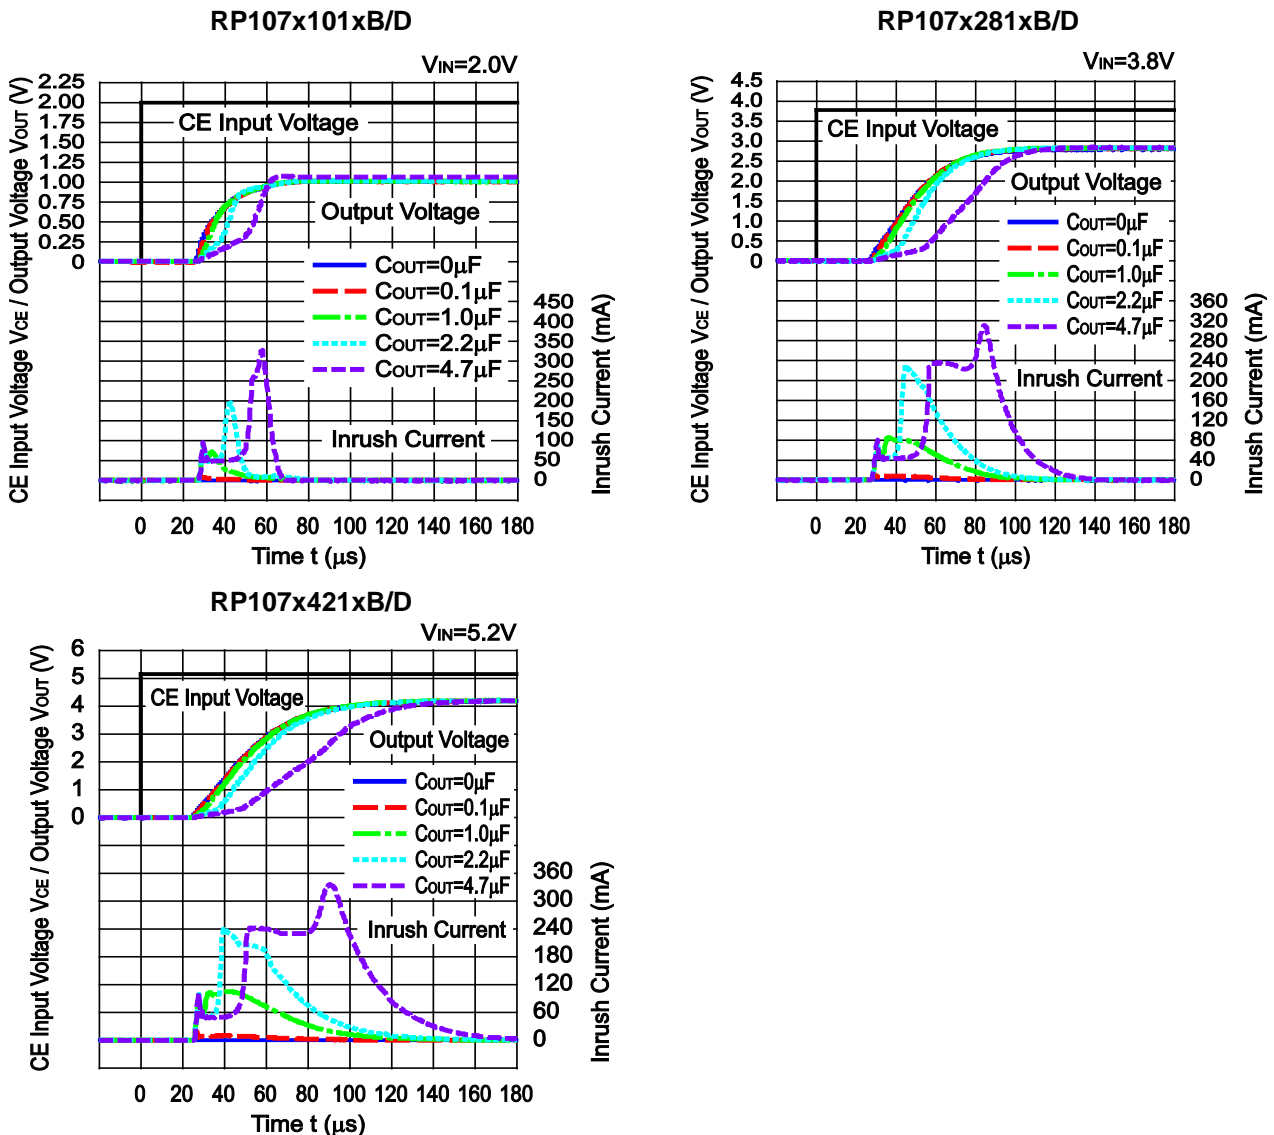 RP107x101xB/D
VIN=2.0V
CE Input Voltage VCE / Output Voltage VOUT (V)
2.25
2.00
1.75
1.50
1.25
1.00
0.75
0.50
0.25
0
CE Input Voltage
Output Voltage
COUT=0μF
COUT=0.1μF
COUT=1.0μF
COUT=2.2μF
COUT=4.7μF
Inrush Current
450
400
350
300
250
200
150
100
50
0
Inrush Current (mA)
0 20 40 60 80 100 120 140 160 180
Time t (μs)
RP107x281xB/D
VIN=3.8V
CE Input Voltage VCE / Output Voltage VOUT (V)
4.5
4.0
3.5
3.0
2.5
2.0
1.5
1.0
0.5
0
CE Input Voltage
Output Voltage
COUT=0μF
COUT=0.1μF
COUT=1.0μF
COUT=2.2μF
COUT=4.7μF
Inrush Current
360
320
280
240
200
160
120
80
40
0
Inrush Current (mA)
0 20 40 60 80 100 120 140 160 180
Time t (μs)
RP107x421xB/D
VIN=5.2V
CE Input Voltage VCE / Output Voltage VOUT (V)
6
5
4
3
2
1
0
CE Input Voltage
Output Voltage
COUT=0μF
COUT=0.1μF
COUT=1.0μF
COUT=2.2μF
COUT=4.7μF
Inrush Current
360
300
240
180
120
60
0
Inrush Current (mA)
0 20 40 60 80 100 120 140 160 180
Time t (μs)